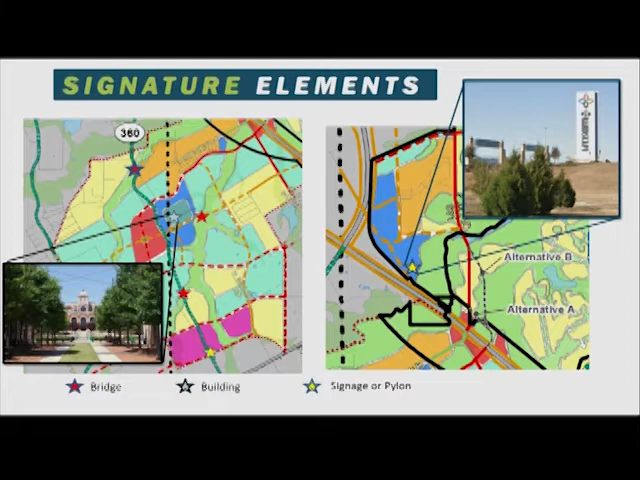 SIGNATURE ELEMENTS
360
Alternative B
Alternative A
Bridge
Building
Signage or Pylon